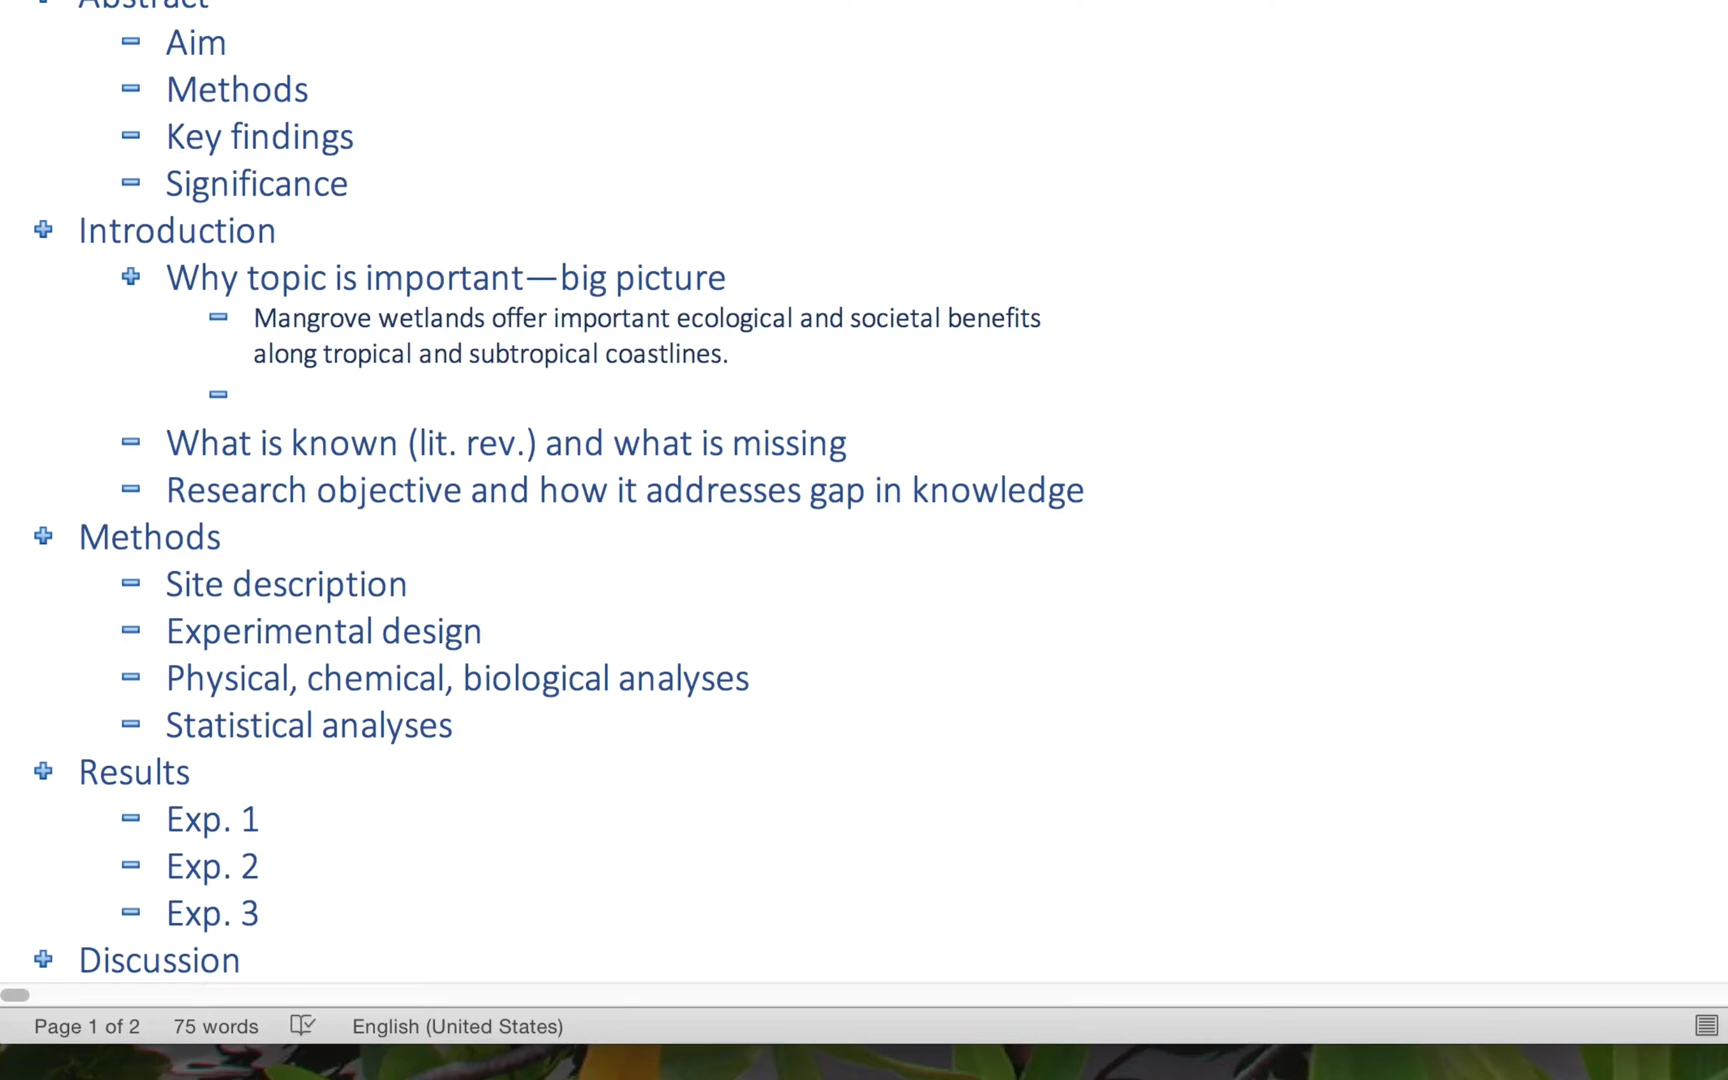 Abstract
Aim
Methods
Key findings
Significance
Introduction
Why topic is important—big picture
Mangrove wetlands offer important ecological and societal benefits
along tropical and subtropical coastlines.
What is known (lit. rev.) and what is missing
Research objective and how it addresses gap in knowledge
Methods
Site description
Experimental design
Physical, chemical, biological analyses
Statistical analyses
Results
Exp. 1
Exp. 2
Exp. 3
Discussion
Page 1 of 2 75 words English (United States)